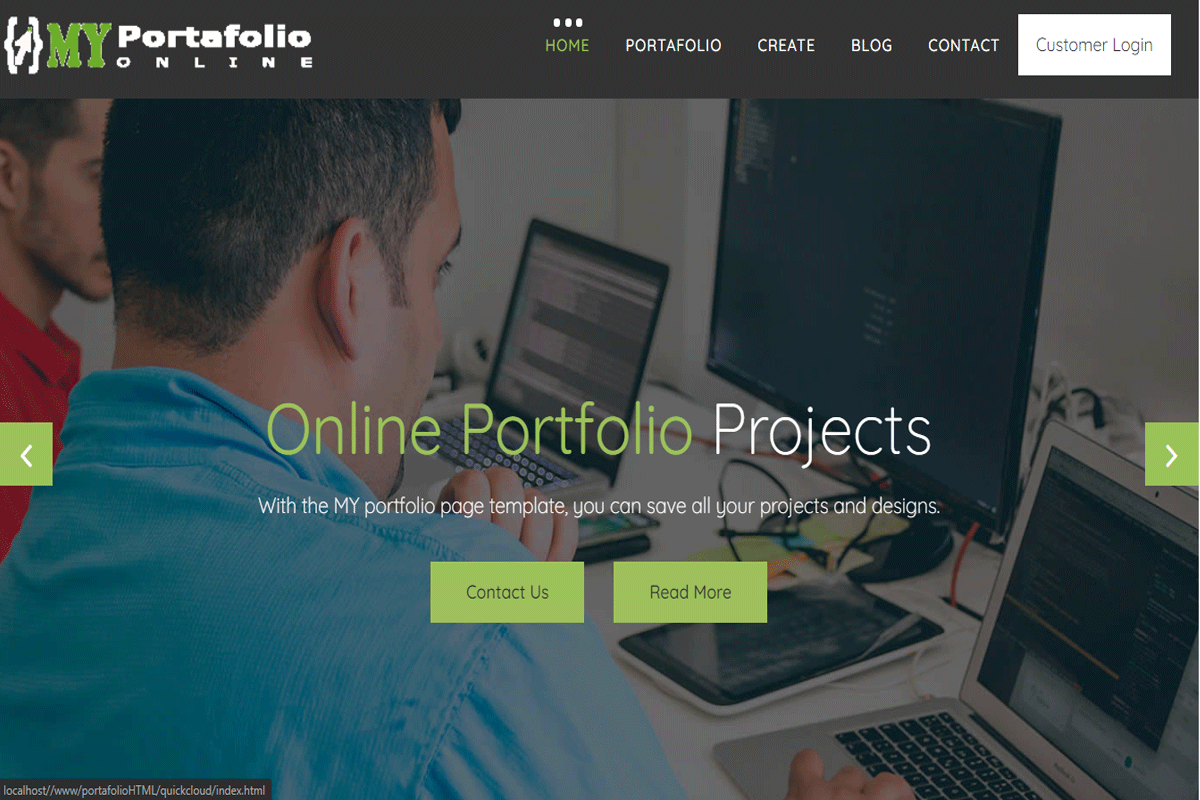 MY Portafolio
ONLINE
HOME PORTAFOLIO CREATE BLOG CONTACT Customer Login
Online Portfolio Projects
With the MY portfolio page template, you can save all your projects and designs.
Contact Us Read More
localhost//www/portafolioHTML/quickcloud/index.html